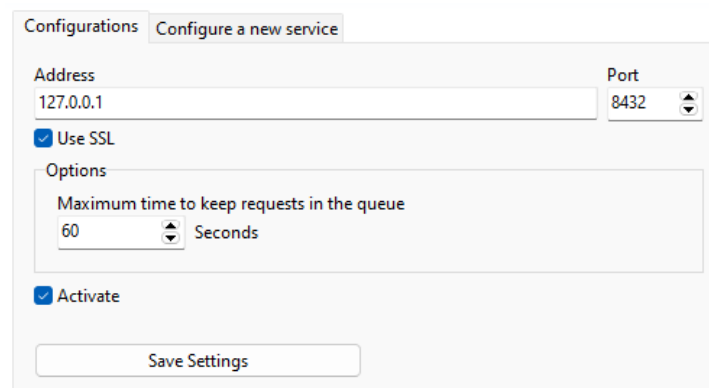 Configurations Configure a new service
Address Port
127.0.0.1 8432
Use SSL
Options
Maximum time to keep requests in the queue
60 Seconds
Activate
Save Settings